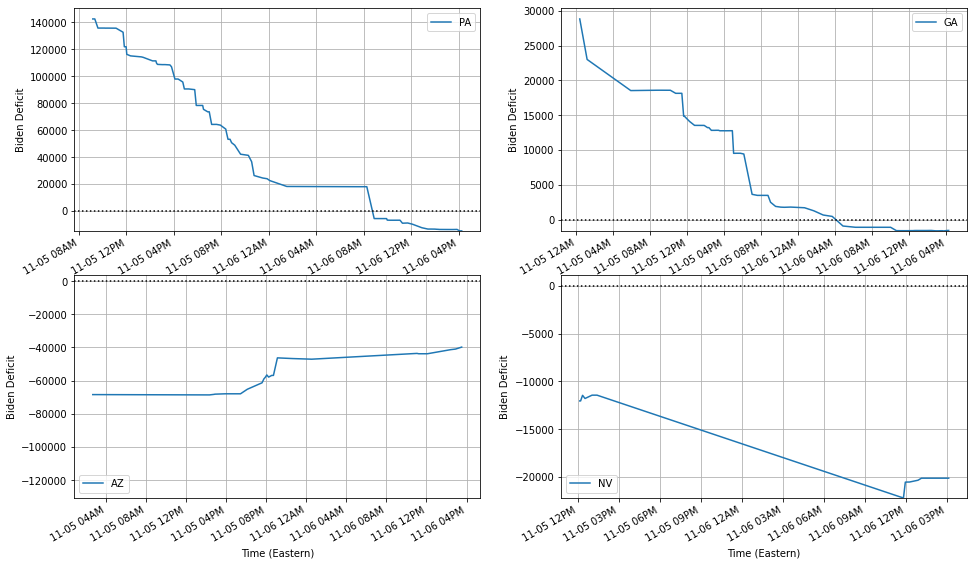 PA
Biden Deficit
140000
120000
100000
80000
60000
40000
20000
0
11-05 08AM
11-05 12PM
11-05 04PM
11-05 08PM
11-06 12AM
11-06 04AM
11-06 08AM
11-06 12PM
11-06 04PM
GA
Biden Deficit
30000
25000
20000
15000
10000
5000
0
11-05 12AM
11-05 04AM
11-05 08AM
11-05 12PM
11-05 04PM
11-05 08PM
11-06 12AM
11-06 04AM
11-06 08AM
11-06 12PM
11-06 04PM
AZ
Biden Deficit
0
−20000
−40000
−60000
−80000
−100000
−120000
11-05 04AM
11-05 08AM
11-05 12PM
11-05 04PM
11-05 08PM
11-06 12AM
11-06 04AM
11-06 08AM
11-06 12PM
11-06 04PM
Time (Eastern)
NV
Biden Deficit
0
−5000
−10000
−15000
−20000
11-05 12PM
11-05 03PM
11-05 06PM
11-05 09PM
11-06 12AM
11-06 03AM
11-06 06AM
11-06 09AM
11-06 12PM
11-06 03PM
Time (Eastern)